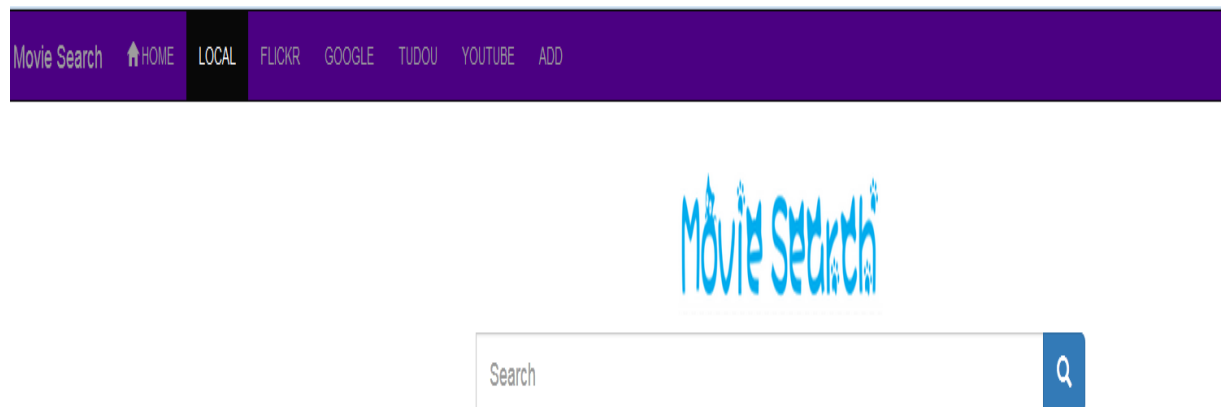 Movie Search HOME LOCAL FLICKR GOOGLE TUDOU YOUTUBE ADD
Movie Search
Search